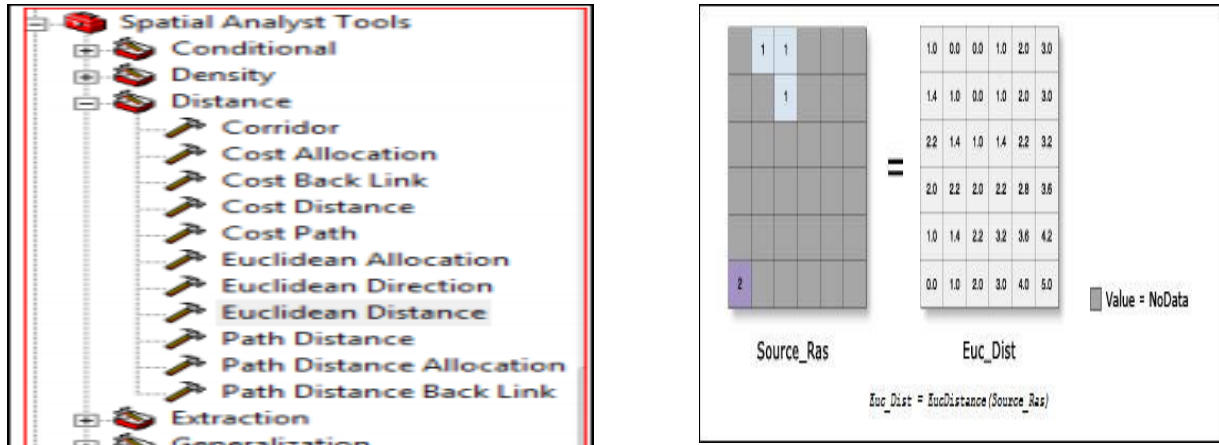 Spatial Analyst Tools
Conditional
Density
Distance
Corridor
Cost Allocation
Cost Back Link
Cost Distance
Cost Path
Euclidean Allocation
Euclidean Direction
Euclidean Distance
Path Distance
Path Distance Allocation
Path Distance Back Link
Extraction
Generalization
1 1
1
2
Source_Ras
=
1.0 0.0 0.0 1.0 2.0 3.0
1.4 1.0 0.0 1.0 2.0 3.0
2.2 1.4 1.0 1.4 2.2 3.2
2.0 2.2 2.0 2.2 2.8 3.6
1.0 1.4 2.2 3.2 3.6 4.2
0.0 1.0 2.0 3.0 4.0 5.0
Euc_Dist
Value = NoData
Euc_Dist = EucDistance(Source_Ras)